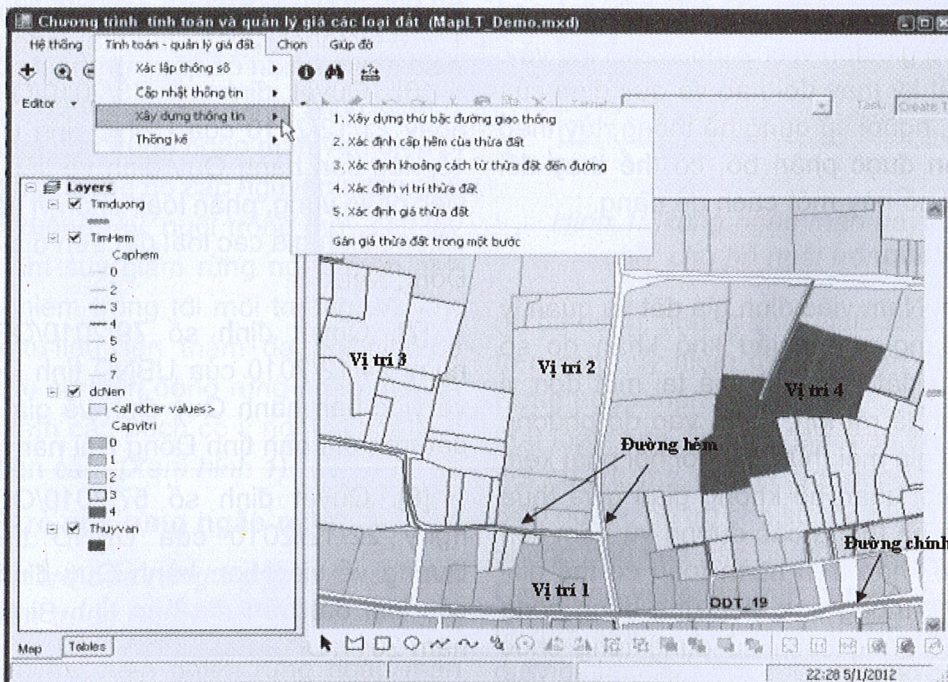 Chương trình tính toán và quản lý giá các loại đất (MapLT_Demo.mxd)
Hệ thống Tính toán - quản lý giá đất Chọn Giúp đỡ
Xác lập thông số
Cập nhật thông tin
Xây dựng thông tin
Thống kê
Editor
Target
Task Create
1. Xây dựng thứ bậc đường giao thông
2. Xác định cấp hẻm của thửa đất
3. Xác định khoảng cách từ thửa đất đến đường
4. Xác định vị trí thửa đất
5. Xác định giá thửa đất
Gán giá thửa đất trong một bước
Layers
Timduong
TimHem
Caphem
0
2
3
4
5
6
7
dcNen
<all other values>
Capvitri
0
1
2
3
4
Thuyvan
Vị trí 3
Vị trí 2
Vị trí 4
Đường hẻm
Đường chính
Vị trí 1
ODT_19
Map Tables
22:28 5/1/2012